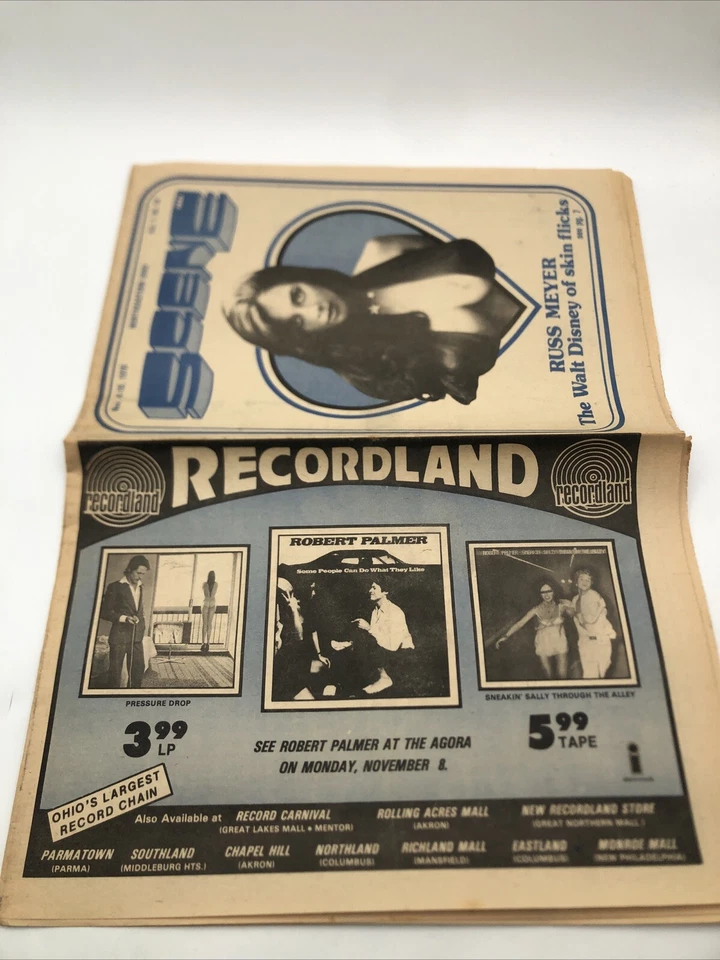 SCENE
RUSS MEYER
The Walt Disney of skin flicks
see pg. 7
RECORDLAND
recordland
recordland
ROBERT PALMER
Some People Can Do What They Like
PRESSURE DROP
SNEAKIN' SALLY THROUGH THE ALLEY
3.99 LP
SEE ROBERT PALMER AT THE AGORA
ON MONDAY, NOVEMBER 8.
5.99 TAPE
OHIO'S LARGEST
RECORD CHAIN
Also Available at RECORD CARNIVAL ROLLING ACRES MALL NEW RECORDLAND STORE
(GREAT LAKES MALL • MENTOR) (AKRON) (GREAT NORTHERN MALL)
PARMATOWN SOUTHLAND CHAPEL HILL NORTHLAND RICHLAND MALL EASTLAND MONROE MALL
(PARMA) (MIDDLEBURG HTS.) (AKRON) (COLUMBUS) (MANSFIELD) (COLUMBUS) (NEW PHILADELPHIA)